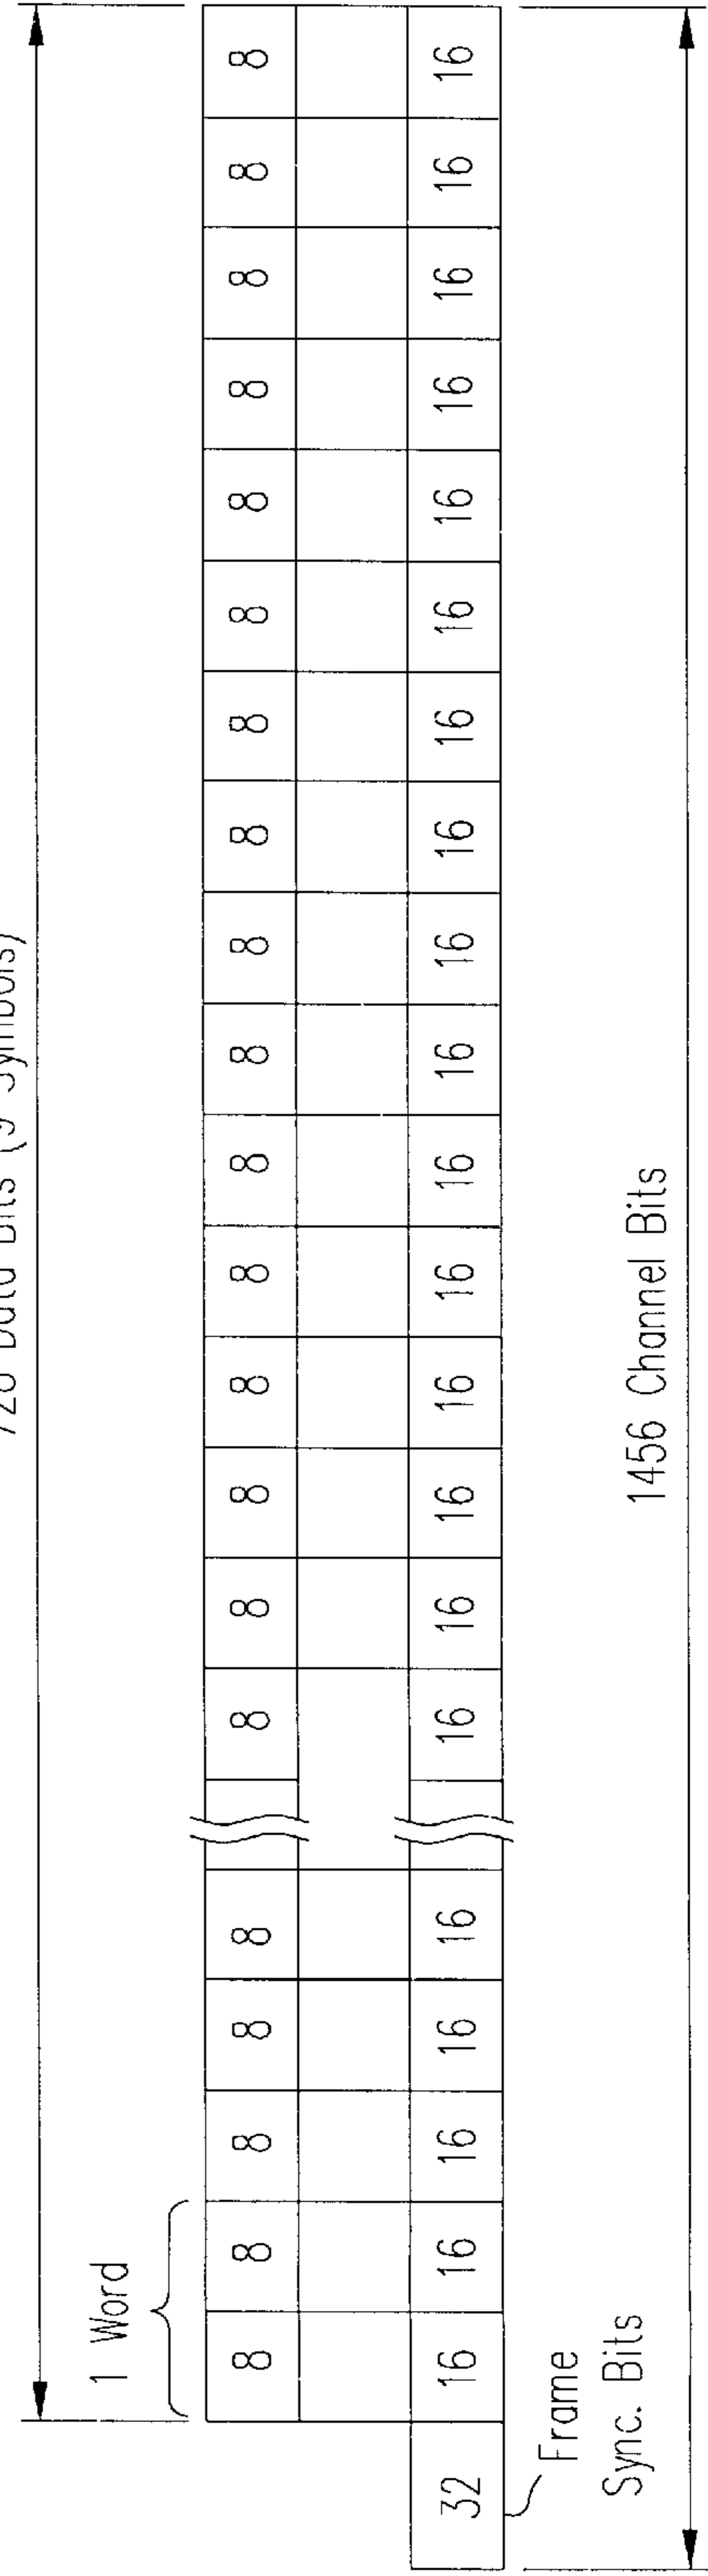 Data Bits Symbols)
1 Word
8 8 8 8 8 8 8 8 8 8 8 8 8 8 8 8 8 8 8 8 8
32 16 16 16 16 16 16 16 16 16 16 16 16 16 16 16 16 16 16 16 16 16
Frame
Sync. Bits
1456 Channel Bits